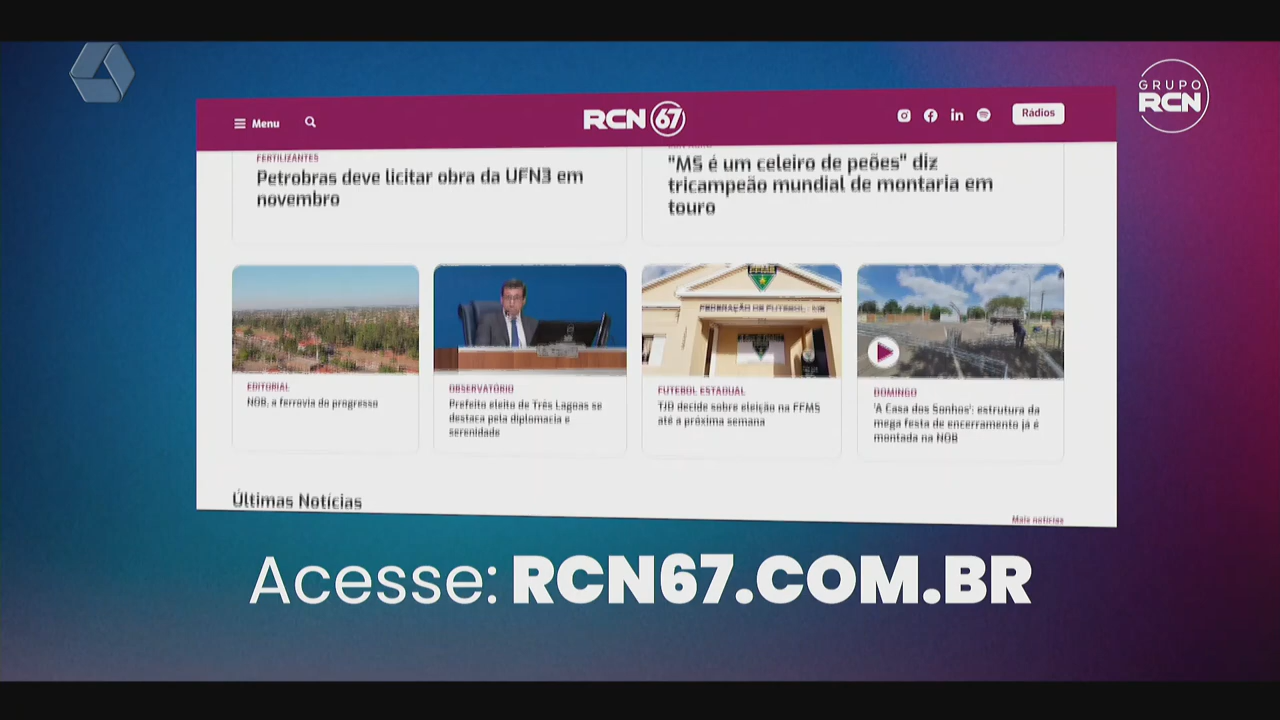 GRUPO
RCN
Menu
RCN 67
Rádios
FERTILIZANTES
Petrobras deve licitar obra da UFN3 em
novembro
"MS é um celeiro de peões" diz
tricampeão mundial de montaria em
touro
FEDERAÇÃO DE FUTEBOL - MS
EDITORIAL
NOB, a ferrovia do progresso
OBSERVATÓRIO
Prefeito eleito de Três Lagoas se
destaca pela diplomacia e
serenidade
FUTEBOL ESTADUAL
TJD decide sobre eleição na FFMS
até a próxima semana
DOMINGO
'A Casa dos Sonhos': estrutura da
mega festa de encerramento já é
montada na NOB
Últimas Notícias
Mais notícias
Acesse: RCN67.COM.BR